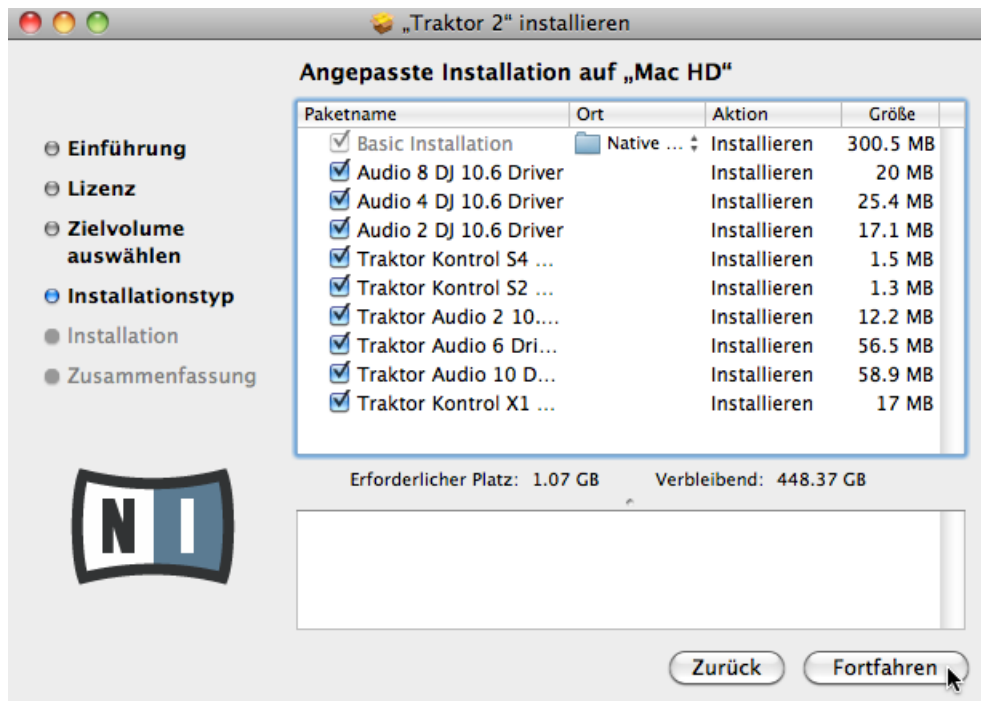 „Traktor 2“ installieren
Angepasste Installation auf „Mac HD“
Einführung
Lizenz
Zielvolume
auswählen
Installationstyp
Installation
Zusammenfassung
NI
Paketname Ort Aktion Größe
Basic Installation Native ... Installieren 300.5 MB
Audio 8 DJ 10.6 Driver Installieren 20 MB
Audio 4 DJ 10.6 Driver Installieren 25.4 MB
Audio 2 DJ 10.6 Driver Installieren 17.1 MB
Traktor Kontrol S4 ... Installieren 1.5 MB
Traktor Kontrol S2 ... Installieren 1.3 MB
Traktor Audio 2 10.... Installieren 12.2 MB
Traktor Audio 6 Dri... Installieren 56.5 MB
Traktor Audio 10 D... Installieren 58.9 MB
Traktor Kontrol X1 ... Installieren 17 MB
Erforderlicher Platz: 1.07 GB Verbleibend: 448.37 GB
Zurück Fortfahren